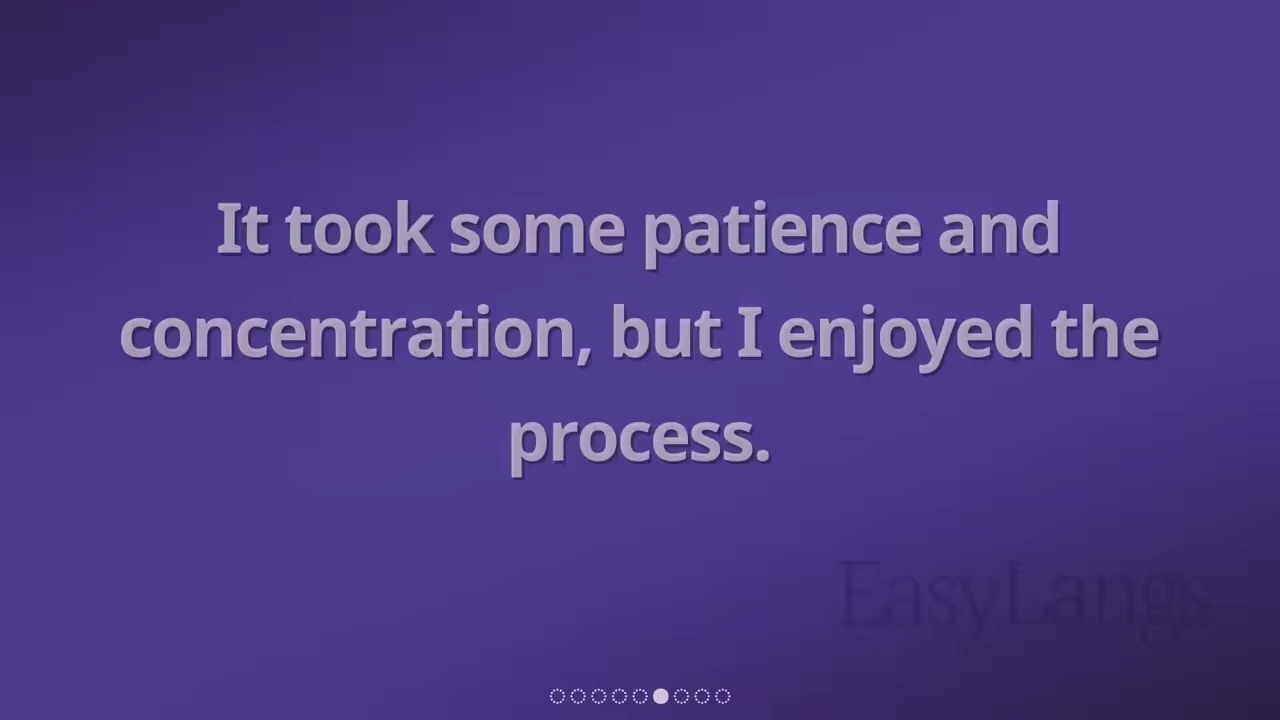 It took some patience and
concentration, but I enjoyed the
process.
EasyLangs